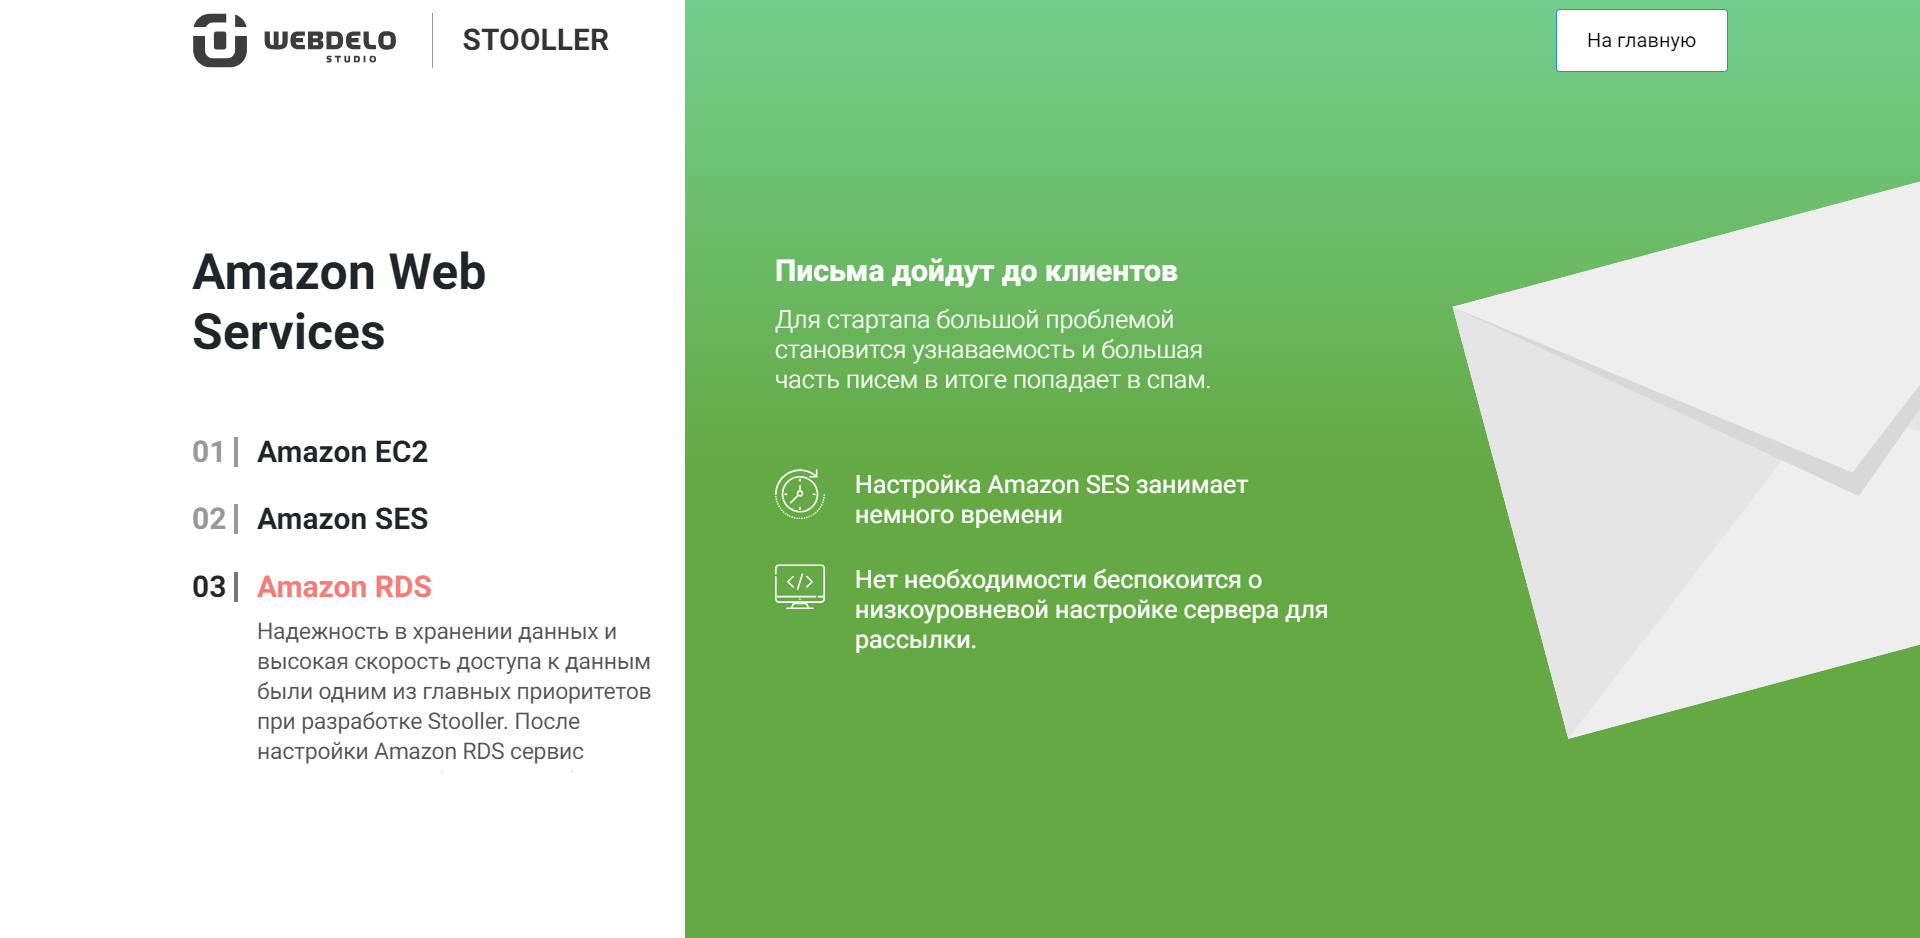 WEBDELO
STUDIO
STOOLLER
На главную
Amazon Web
Services
01
Amazon EC2
02
Amazon SES
03
Amazon RDS
Надежность в хранении данных и
высокая скорость доступа к данным
были одним из главных приоритетов
при разработке Stooller. После
настройки Amazon RDS сервис
Письма дойдут до клиентов
Для стартапа большой проблемой
становится узнаваемость и большая
часть писем в итоге попадает в спам.
Настройка Amazon SES занимает
немного времени
Нет необходимости беспокоится о
низкоуровневой настройке сервера для
рассылки.